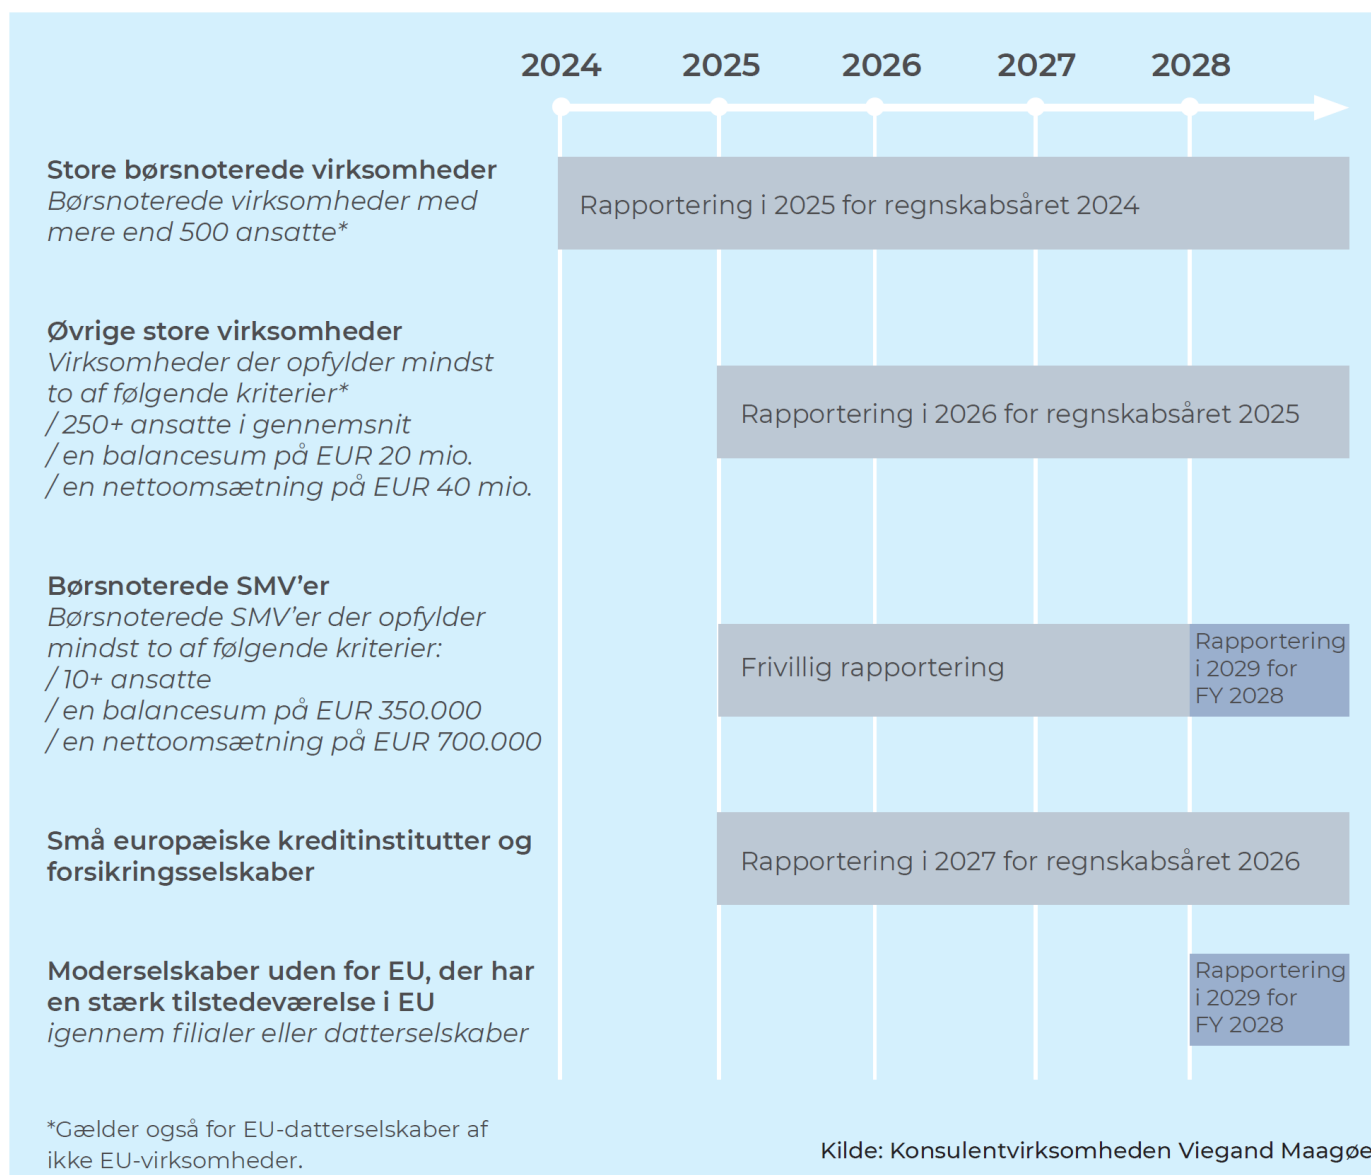 2024 2025 2026 2027 2028
Store børsnoterede virksomheder
Børsnoterede virksomheder med
mere end 500 ansatte*
Rapportering i 2025 for regnskabsåret 2024
Øvrige store virksomheder
Virksomheder der opfylder mindst
to af følgende kriterier*
/ 250+ ansatte i gennemsnit
/ en balancesum på EUR 20 mio.
/ en nettoomsætning på EUR 40 mio.
Rapportering i 2026 for regnskabsåret 2025
Børsnoterede SMV’er
Børsnoterede SMV’er der opfylder
mindst to af følgende kriterier:
/ 10+ ansatte
/ en balancesum på EUR 350.000
/ en nettoomsætning på EUR 700.000
Frivillig rapportering
Rapportering
i 2029 for
FY 2028
Små europæiske kreditinstitutter og
forsikringsselskaber
Rapportering i 2027 for regnskabsåret 2026
Moderselskaber uden for EU, der har
en stærk tilstedeværelse i EU
igennem filialer eller datterselskaber
Rapportering
i 2029 for
FY 2028
*Gælder også for EU-datterselskaber af
ikke EU-virksomheder.
Kilde: Konsulentvirksomheden Viegand Maagøe